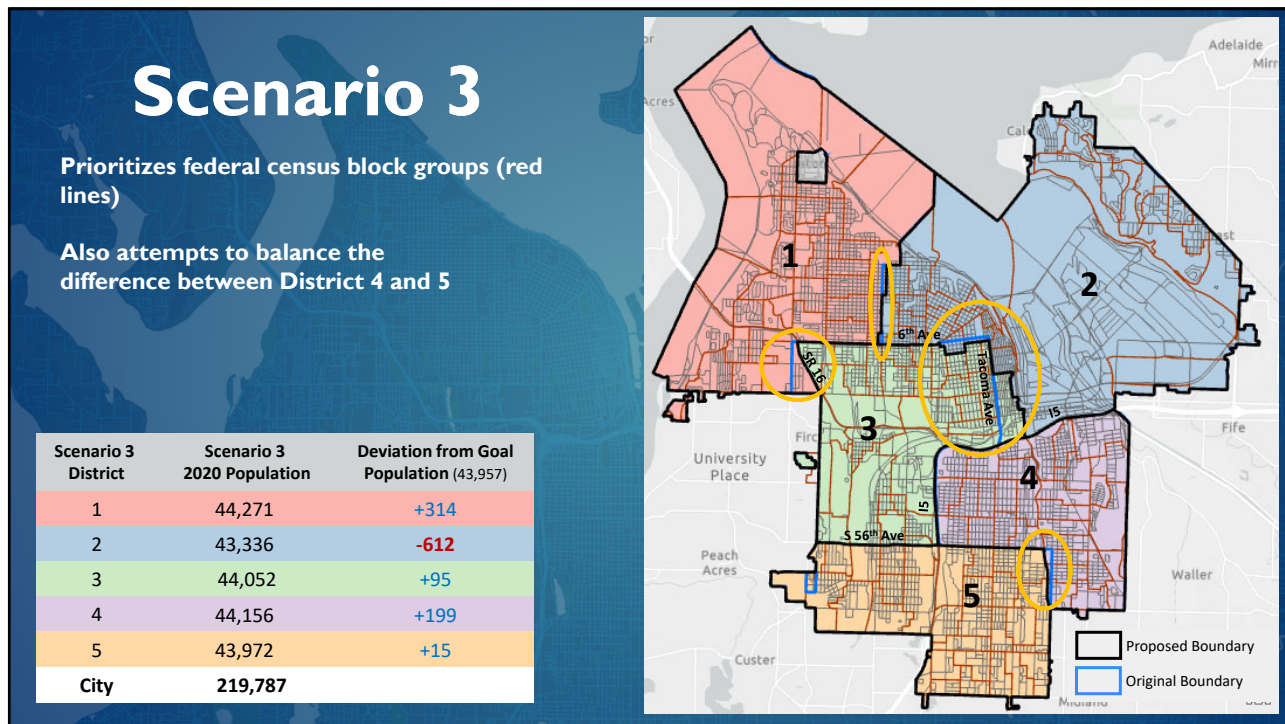 Scenario 3
Prioritizes federal census block groups (red
lines)
Also attempts to balance the
difference between District 4 and 5
Scenario 3 District Scenario 3 2020 Population Deviation from Goal Population (43,957)
1 44,271 +314
2 43,336 -612
3 44,052 +95
4 44,156 +199
5 43,972 +15
City 219,787
Adelaide
Acres
1
2
6th Ave
SR 16
Tacoma Ave
I5
Fife
3
University
Place
4
I5
S 56th Ave
Peach
Acres
Waller
5
Custer
Proposed Boundary
Original Boundary